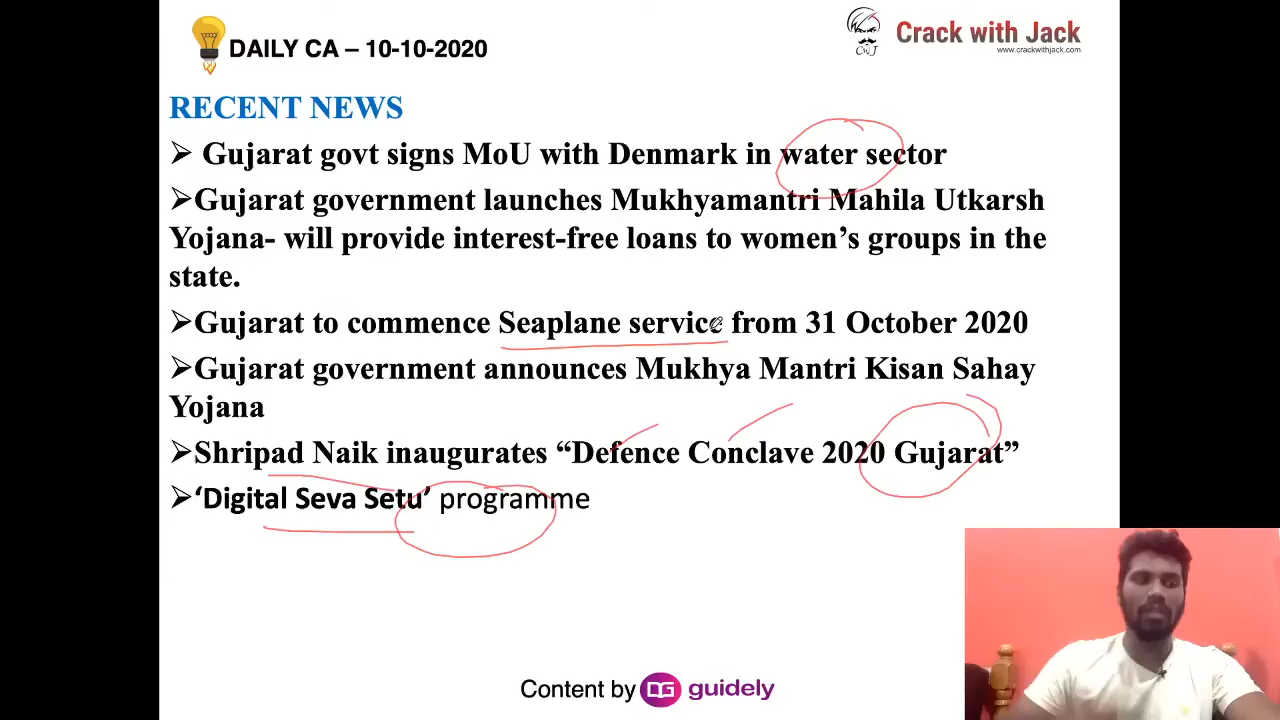 DAILY CA – 10-10-2020
Crack with Jack
www.crackwithjack.com
CwJ
RECENT NEWS
➢ Gujarat govt signs MoU with Denmark in water sector
➢Gujarat government launches Mukhyamantri Mahila Utkarsh
Yojana- will provide interest-free loans to women’s groups in the
state.
➢Gujarat to commence Seaplane service from 31 October 2020
➢Gujarat government announces Mukhya Mantri Kisan Sahay
Yojana
➢Shripad Naik inaugurates “Defence Conclave 2020 Gujarat”
➢‘Digital Seva Setu’ programme
Content by guidely